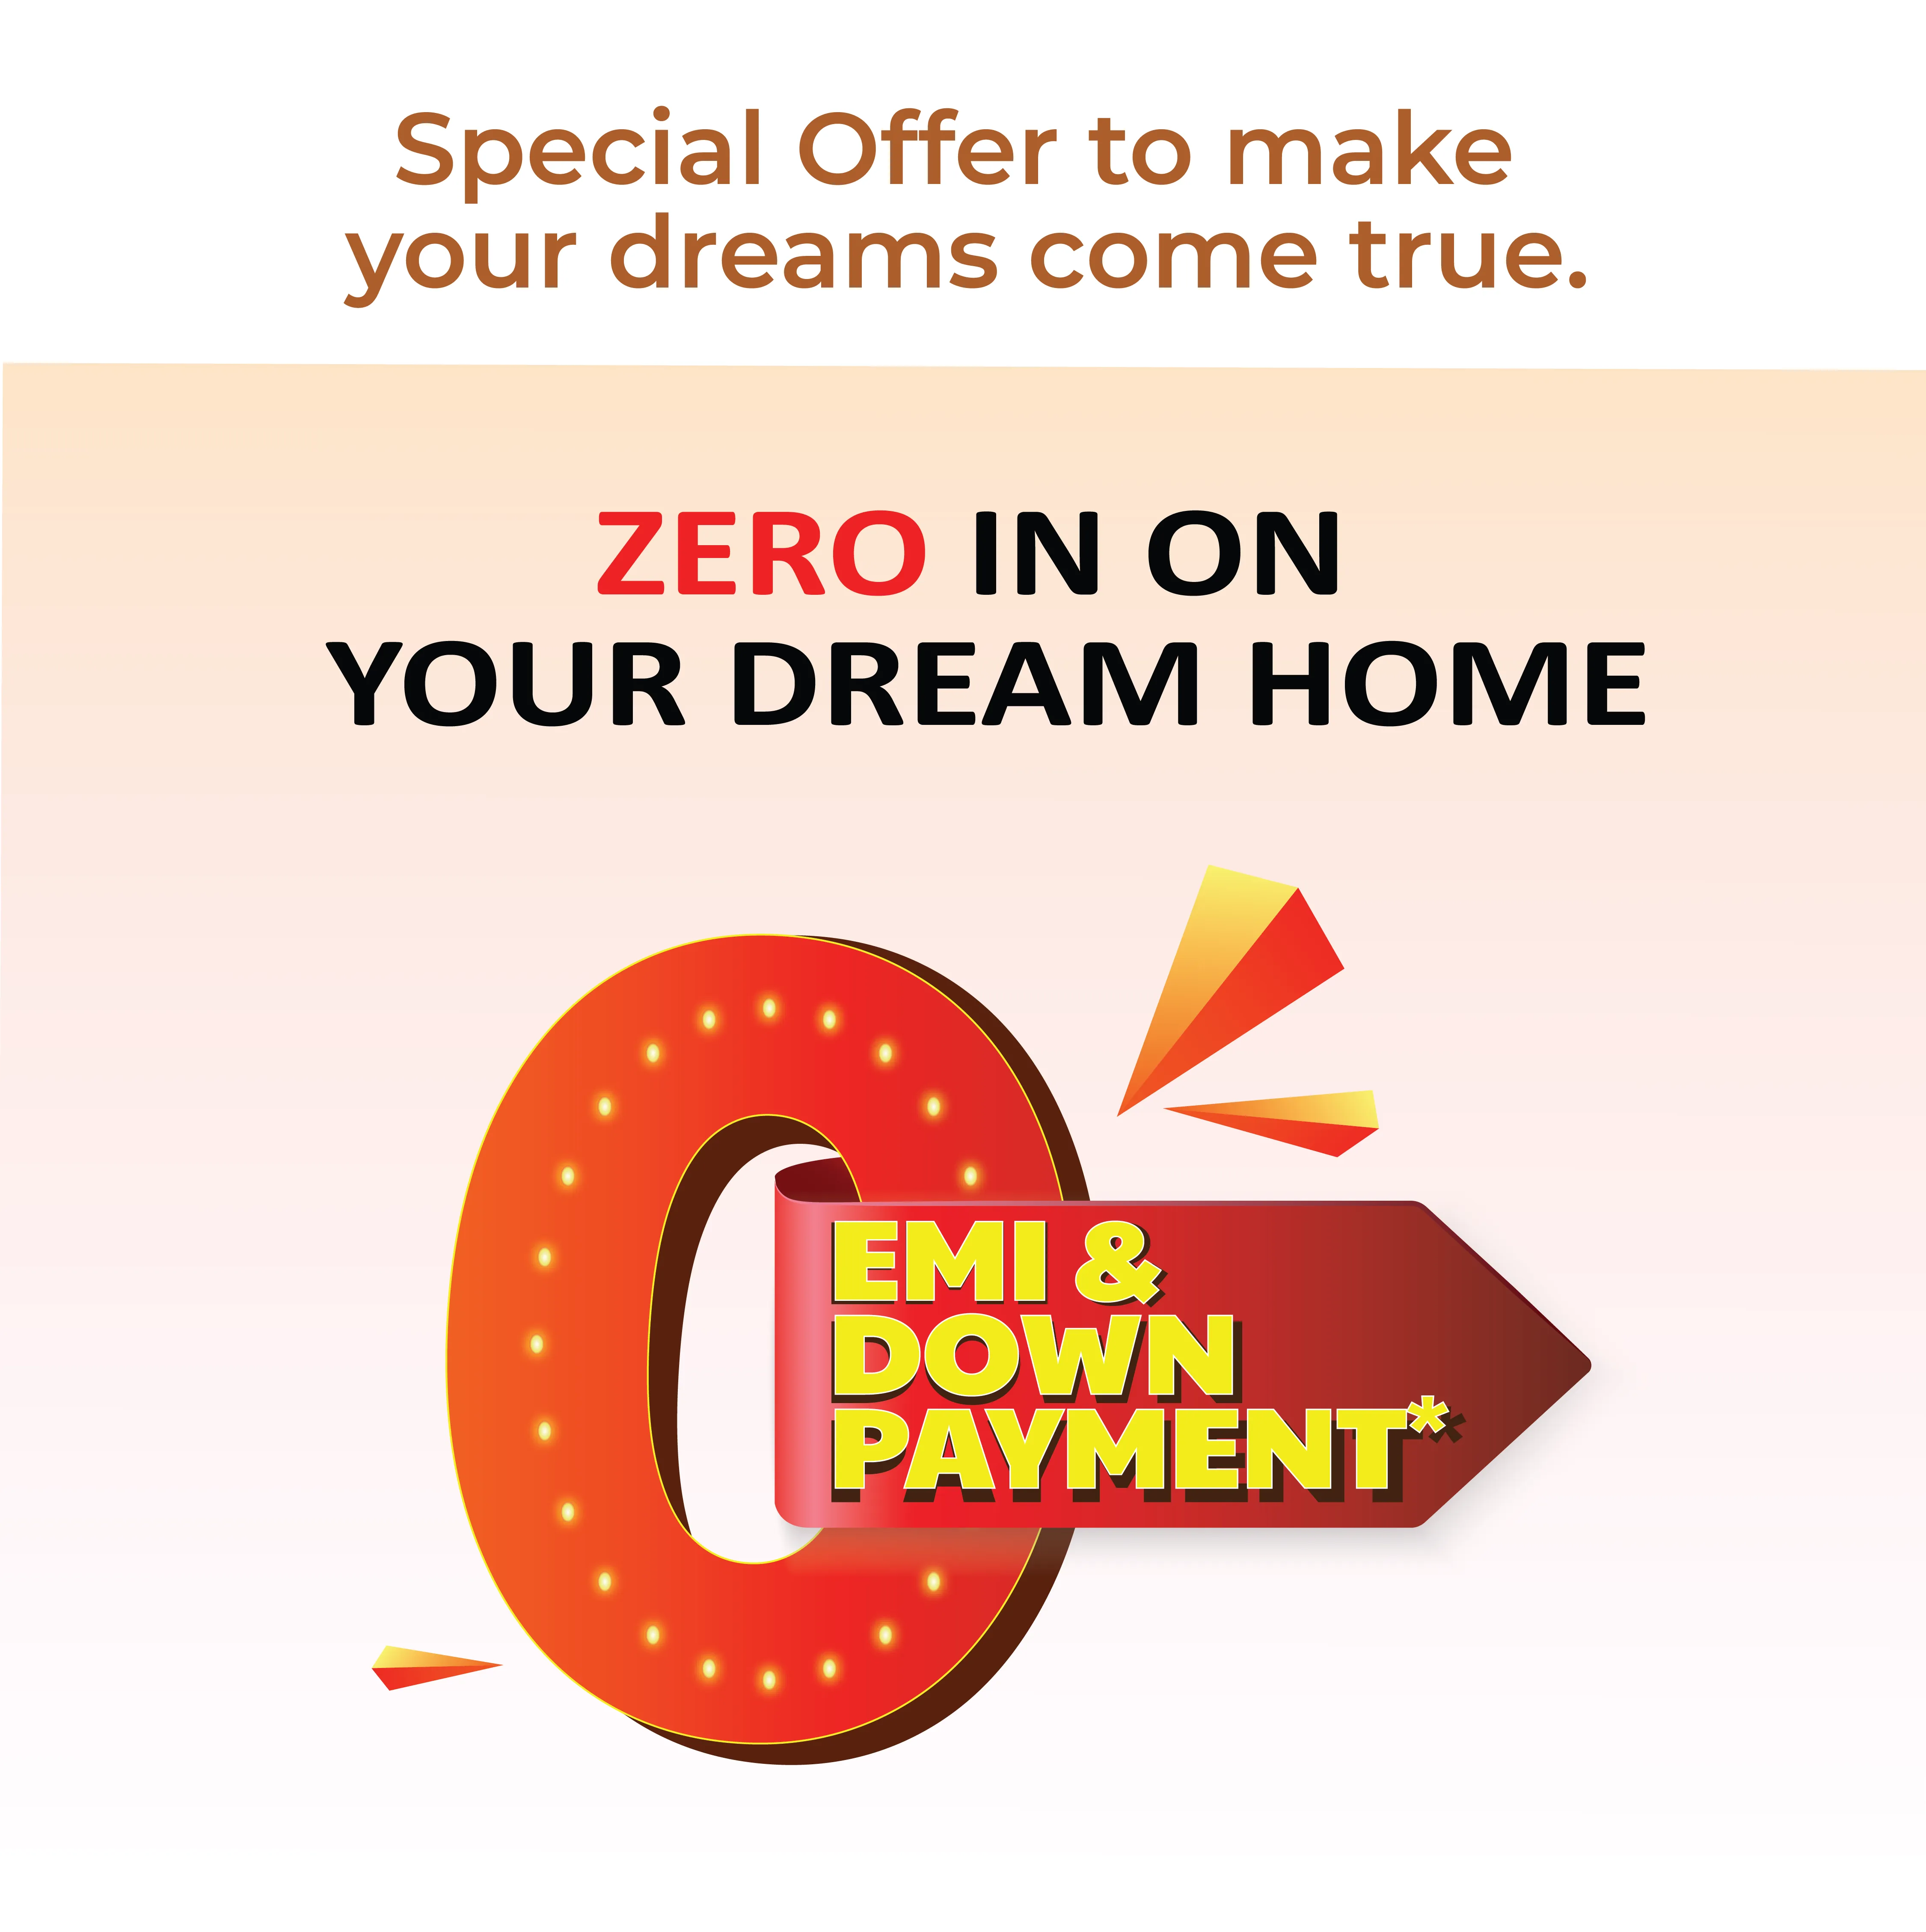 Special Offer to make
your dreams come true.
ZERO IN ON
YOUR DREAM HOME
0
EMI &
DOWN
PAYMENT*